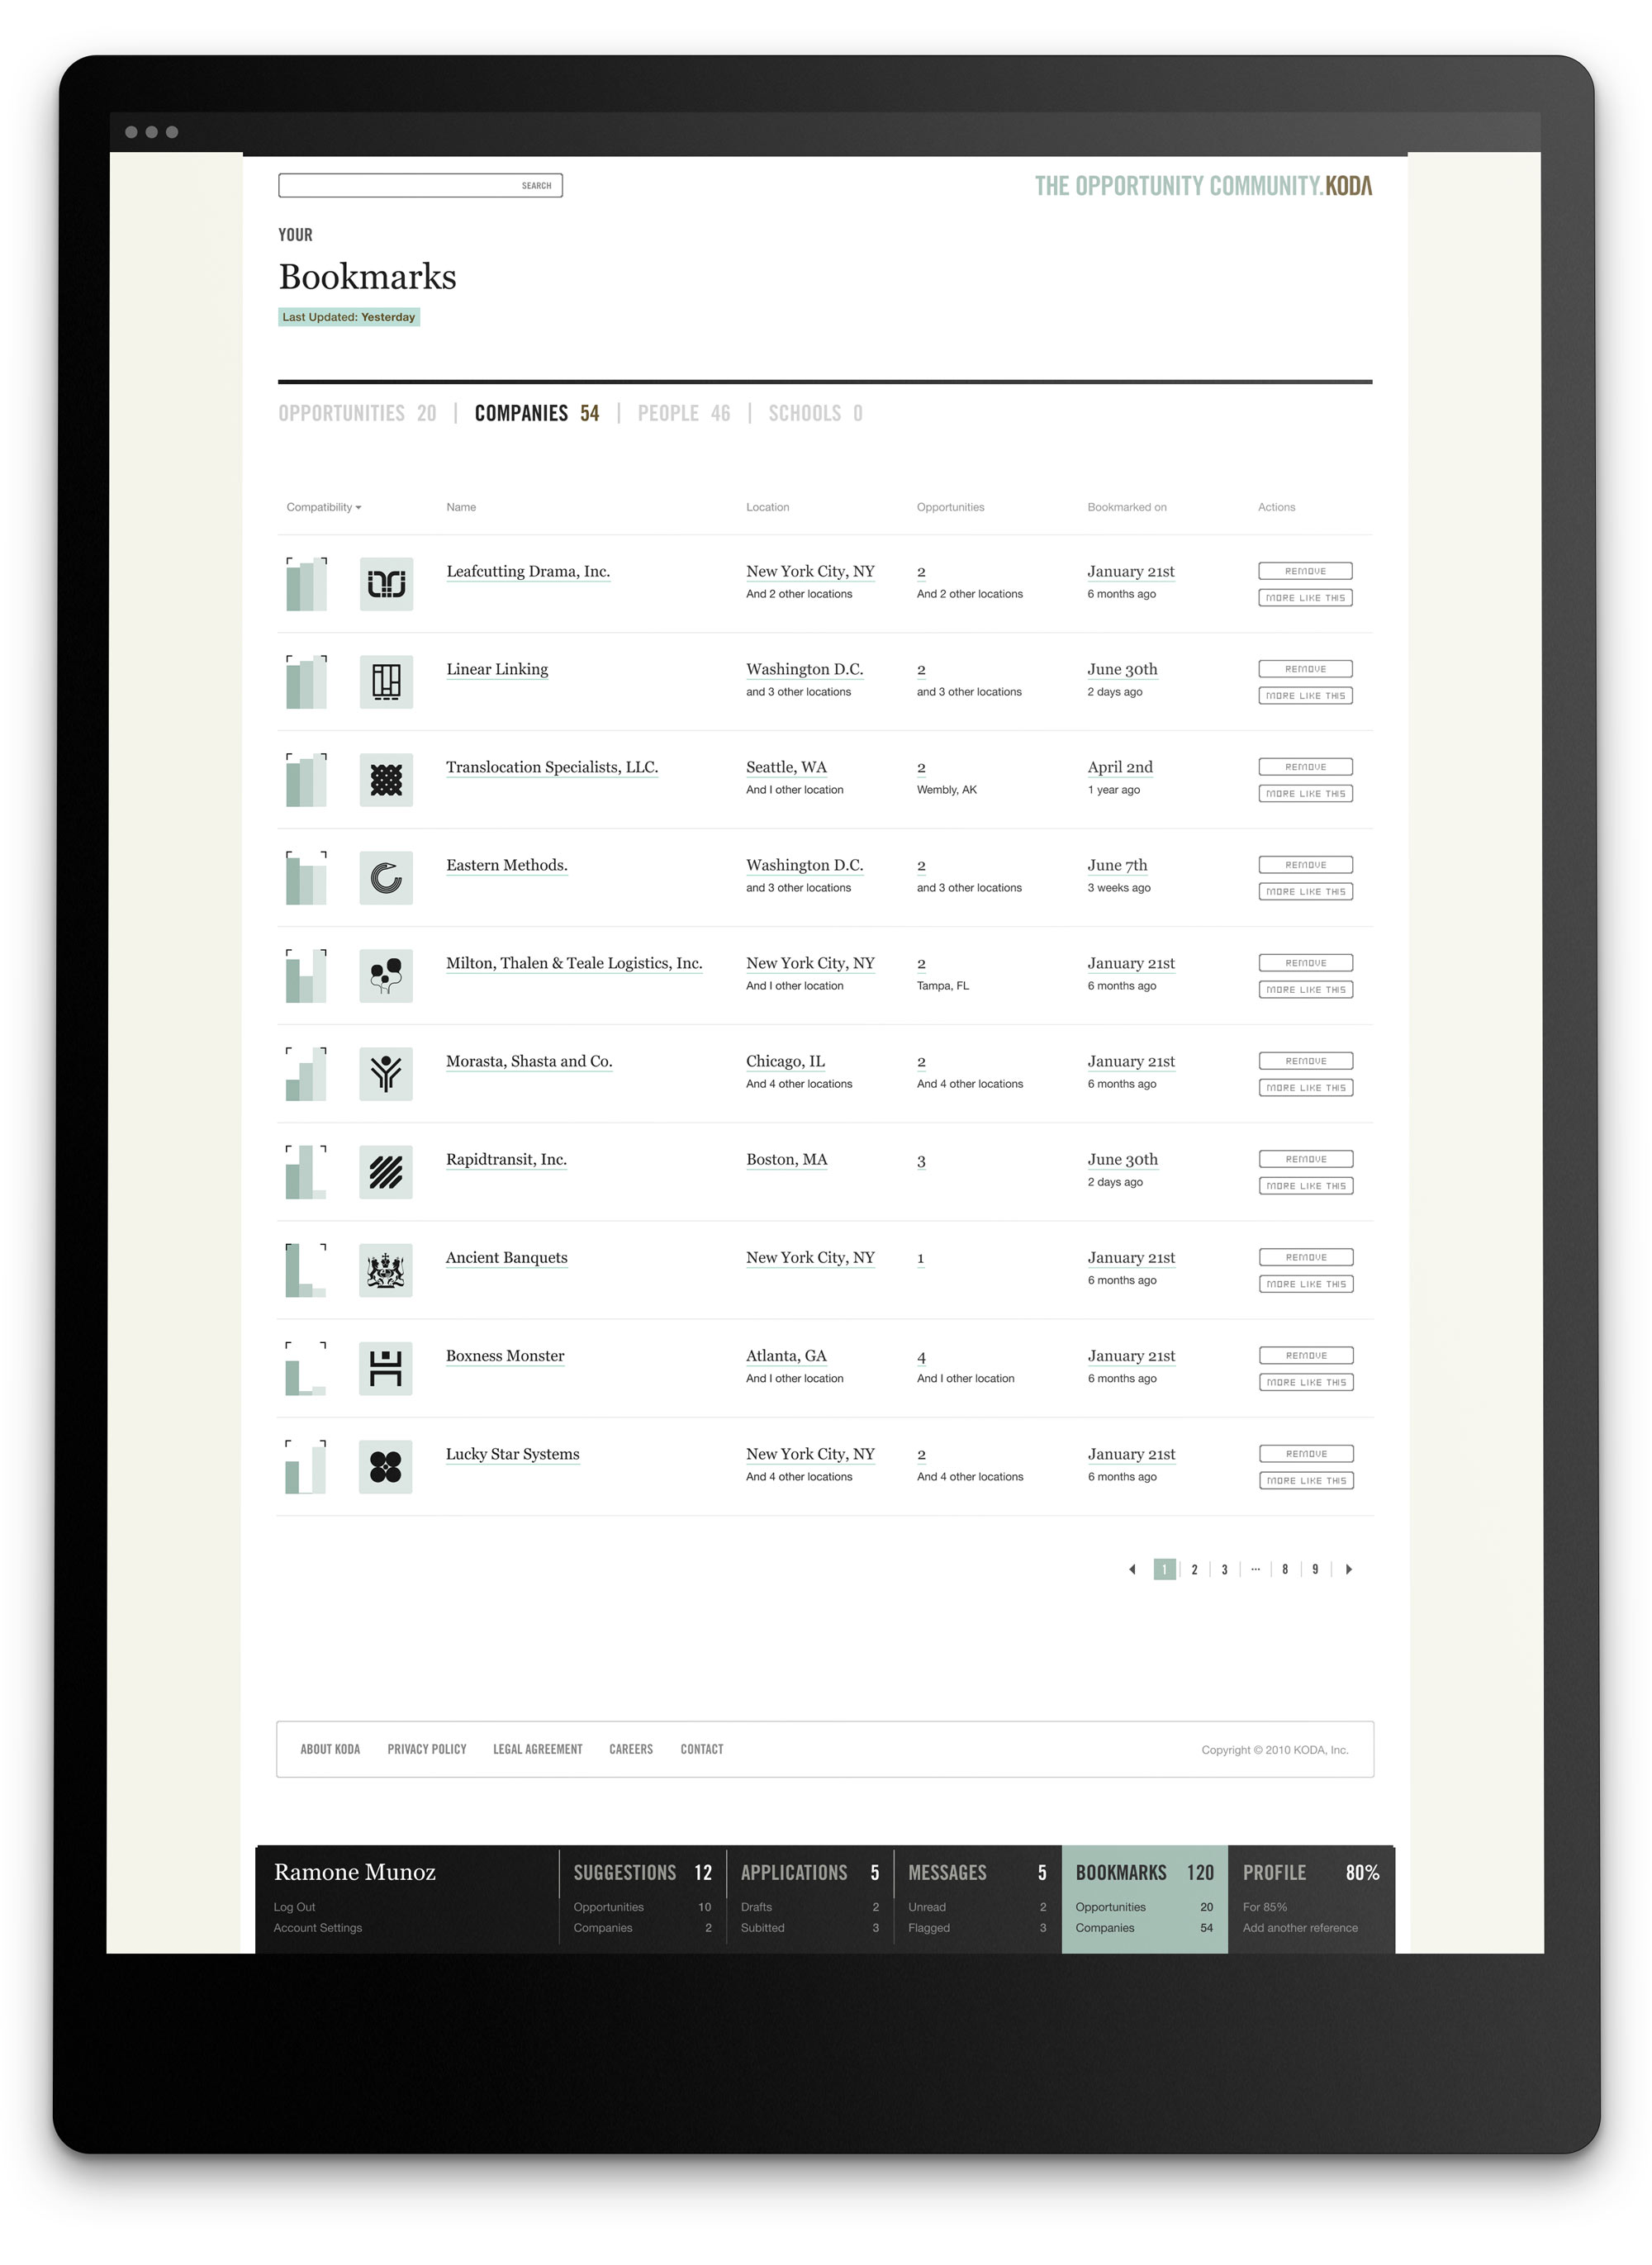 SEARCH
THE OPPORTUNITY COMMUNITY.KODA
YOUR
Bookmarks
Last Updated: Yesterday
OPPORTUNITIES 20 | COMPANIES 54 | PEOPLE 46 | SCHOOLS 0
Compatibility Name Location Opportunities Bookmarked on Actions
Leafcutting Drama, Inc. New York City, NY 2 January 21st REMOVE
And 2 other locations And 2 other locations 6 months ago MORE LIKE THIS
Linear Linking Washington D.C. 2 June 30th REMOVE
and 3 other locations and 3 other locations 2 days ago MORE LIKE THIS
Translocation Specialists, LLC. Seattle, WA 2 April 2nd REMOVE
And I other location Wembly, AK 1 year ago MORE LIKE THIS
Eastern Methods. Washington D.C. 2 June 7th REMOVE
and 3 other locations and 3 other locations 3 weeks ago MORE LIKE THIS
Milton, Thalen & Teale Logistics, Inc. New York City, NY 2 January 21st REMOVE
And I other location Tampa, FL 6 months ago MORE LIKE THIS
Morasta, Shasta and Co. Chicago, IL 2 January 21st REMOVE
And 4 other locations And 4 other locations 6 months ago MORE LIKE THIS
Rapidtransit, Inc. Boston, MA 3 June 30th REMOVE
2 days ago MORE LIKE THIS
Ancient Banquets New York City, NY 1 January 21st REMOVE
6 months ago MORE LIKE THIS
Boxness Monster Atlanta, GA 4 January 21st REMOVE
And I other location And I other location 6 months ago MORE LIKE THIS
Lucky Star Systems New York City, NY 2 January 21st REMOVE
And 4 other locations And 4 other locations 6 months ago MORE LIKE THIS
1 | 2 | 3 | ... | 8 | 9 |
ABOUT KODA PRIVACY POLICY LEGAL AGREEMENT CAREERS CONTACT Copyright © 2010 KODA, Inc.
Ramone Munoz SUGGESTIONS 12 APPLICATIONS 5 MESSAGES 5 BOOKMARKS 120 PROFILE 80%
Log Out Opportunities 10 Drafts 2 Unread 2 Opportunities 20 For 85%
Account Settings Companies 2 Subitted 3 Flagged 3 Companies 54 Add another reference